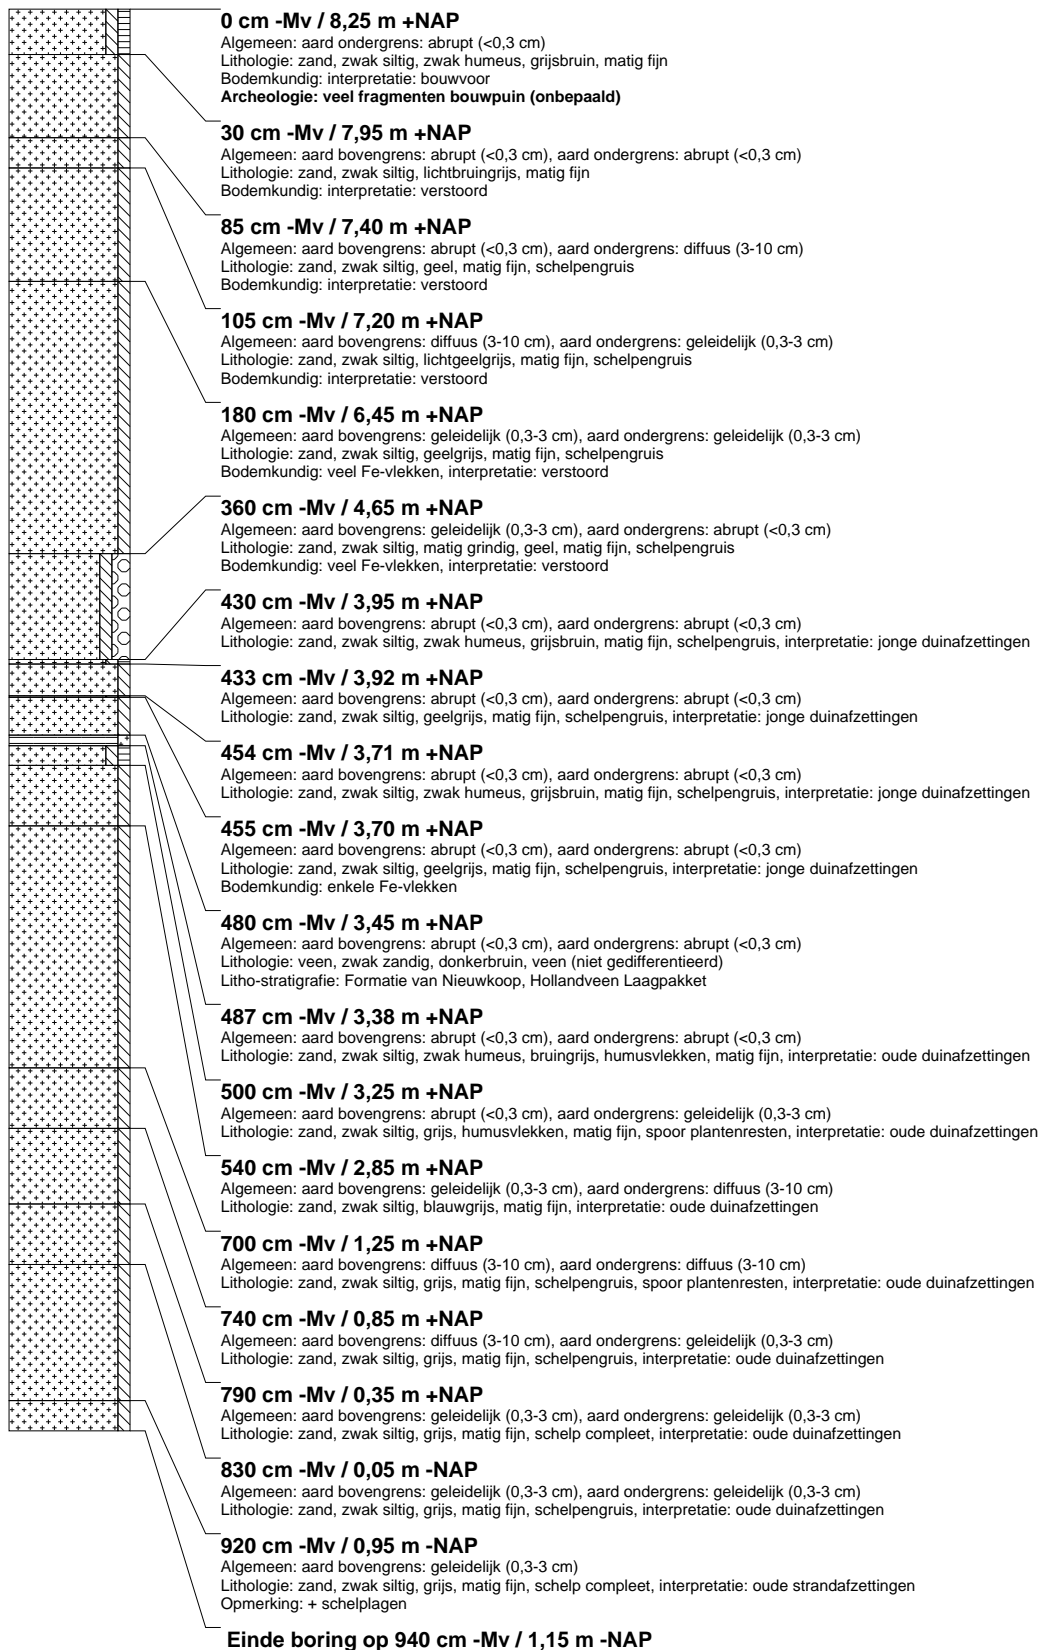 0 cm -Mv / 8,25 m +NAP
Algemeen: aard ondergrens: abrupt (<0,3 cm)
Lithologie: zand, zwak siltig, zwak humeus, grijsbruin, matig fijn
Bodemkundig: interpretatie: bouwvoor
Archeologie: veel fragmenten bouwpuin (onbepaald)
30 cm -Mv / 7,95 m +NAP
Algemeen: aard bovengrens: abrupt (<0,3 cm), aard ondergrens: abrupt (<0,3 cm)
Lithologie: zand, zwak siltig, lichtbruingrijs, matig fijn
Bodemkundig: interpretatie: verstoord
85 cm -Mv / 7,40 m +NAP
Algemeen: aard bovengrens: abrupt (<0,3 cm), aard ondergrens: diffuus (3-10 cm)
Lithologie: zand, zwak siltig, geel, matig fijn, schelpengruis
Bodemkundig: interpretatie: verstoord
105 cm -Mv / 7,20 m +NAP
Algemeen: aard bovengrens: diffuus (3-10 cm), aard ondergrens: geleidelijk (0,3-3 cm)
Lithologie: zand, zwak siltig, lichtgeelgrijs, matig fijn, schelpengruis
Bodemkundig: interpretatie: verstoord
180 cm -Mv / 6,45 m +NAP
Algemeen: aard bovengrens: geleidelijk (0,3-3 cm), aard ondergrens: geleidelijk (0,3-3 cm)
Lithologie: zand, zwak siltig, geelgrijs, matig fijn, schelpengruis
Bodemkundig: veel Fe-vlekken, interpretatie: verstoord
360 cm -Mv / 4,65 m +NAP
Algemeen: aard bovengrens: geleidelijk (0,3-3 cm), aard ondergrens: abrupt (<0,3 cm)
Lithologie: zand, zwak siltig, matig grindig, geel, matig fijn, schelpengruis
Bodemkundig: veel Fe-vlekken, interpretatie: verstoord
430 cm -Mv / 3,95 m +NAP
Algemeen: aard bovengrens: abrupt (<0,3 cm), aard ondergrens: abrupt (<0,3 cm)
Lithologie: zand, zwak siltig, zwak humeus, grijsbruin, matig fijn, schelpengruis, interpretatie: jonge duinafzettingen
433 cm -Mv / 3,92 m +NAP
Algemeen: aard bovengrens: abrupt (<0,3 cm), aard ondergrens: abrupt (<0,3 cm)
Lithologie: zand, zwak siltig, geelgrijs, matig fijn, schelpengruis, interpretatie: jonge duinafzettingen
454 cm -Mv / 3,71 m +NAP
Algemeen: aard bovengrens: abrupt (<0,3 cm), aard ondergrens: abrupt (<0,3 cm)
Lithologie: zand, zwak siltig, zwak humeus, grijsbruin, matig fijn, schelpengruis, interpretatie: jonge duinafzettingen
455 cm -Mv / 3,70 m +NAP
Algemeen: aard bovengrens: abrupt (<0,3 cm), aard ondergrens: abrupt (<0,3 cm)
Lithologie: zand, zwak siltig, geelgrijs, matig fijn, schelpengruis, interpretatie: jonge duinafzettingen
Bodemkundig: enkele Fe-vlekken
480 cm -Mv / 3,45 m +NAP
Algemeen: aard bovengrens: abrupt (<0,3 cm), aard ondergrens: abrupt (<0,3 cm)
Lithologie: veen, zwak zandig, donkerbruin, veen (niet gedifferentieerd)
Litho-stratigrafie: Formatie van Nieuwkoop, Hollandveen Laagpakket
487 cm -Mv / 3,38 m +NAP
Algemeen: aard bovengrens: abrupt (<0,3 cm), aard ondergrens: abrupt (<0,3 cm)
Lithologie: zand, zwak siltig, zwak humeus, bruingrijs, humusvlekken, matig fijn, interpretatie: oude duinafzettingen
500 cm -Mv / 3,25 m +NAP
Algemeen: aard bovengrens: abrupt (<0,3 cm), aard ondergrens: geleidelijk (0,3-3 cm)
Lithologie: zand, zwak siltig, grijs, humusvlekken, matig fijn, spoor plantenresten, interpretatie: oude duinafzettingen
540 cm -Mv / 2,85 m +NAP
Algemeen: aard bovengrens: geleidelijk (0,3-3 cm), aard ondergrens: diffuus (3-10 cm)
Lithologie: zand, zwak siltig, blauwgrijs, matig fijn, interpretatie: oude duinafzettingen
700 cm -Mv / 1,25 m +NAP
Algemeen: aard bovengrens: diffuus (3-10 cm), aard ondergrens: diffuus (3-10 cm)
Lithologie: zand, zwak siltig, grijs, matig fijn, schelpengruis, spoor plantenresten, interpretatie: oude duinafzettingen
740 cm -Mv / 0,85 m +NAP
Algemeen: aard bovengrens: diffuus (3-10 cm), aard ondergrens: geleidelijk (0,3-3 cm)
Lithologie: zand, zwak siltig, grijs, matig fijn, schelpengruis, interpretatie: oude duinafzettingen
790 cm -Mv / 0,35 m +NAP
Algemeen: aard bovengrens: geleidelijk (0,3-3 cm), aard ondergrens: geleidelijk (0,3-3 cm)
Lithologie: zand, zwak siltig, grijs, matig fijn, schelp compleet, interpretatie: oude duinafzettingen
830 cm -Mv / 0,05 m -NAP
Algemeen: aard bovengrens: geleidelijk (0,3-3 cm), aard ondergrens: geleidelijk (0,3-3 cm)
Lithologie: zand, zwak siltig, grijs, matig fijn, schelpengruis, interpretatie: oude duinafzettingen
920 cm -Mv / 0,95 m -NAP
Algemeen: aard bovengrens: geleidelijk (0,3-3 cm)
Lithologie: zand, zwak siltig, grijs, matig fijn, schelp compleet, interpretatie: oude strandafzettingen
Opmerking: + schelplagen
Einde boring op 940 cm -Mv / 1,15 m -NAP